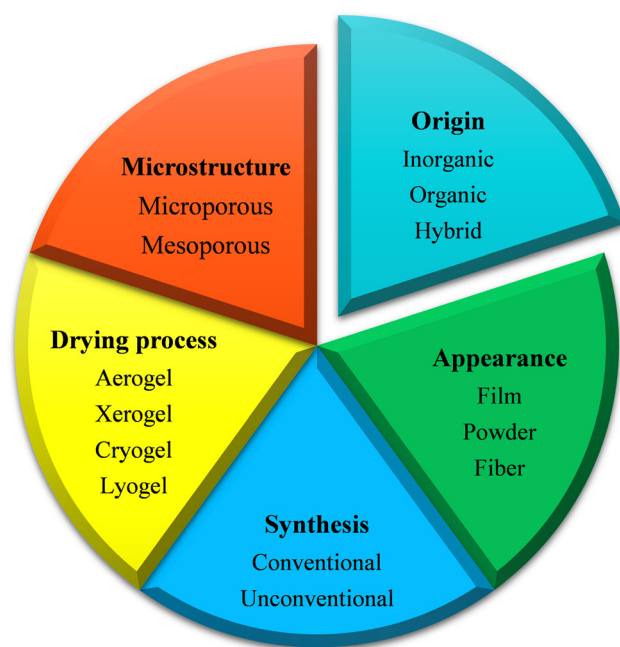 Origin
Inorganic
Organic
Hybrid
Appearance
Film
Powder
Fiber
Synthesis
Conventional
Unconventional
Drying process
Aerogel
Xerogel
Cryogel
Lyogel
Microstructure
Microporous
Mesoporous